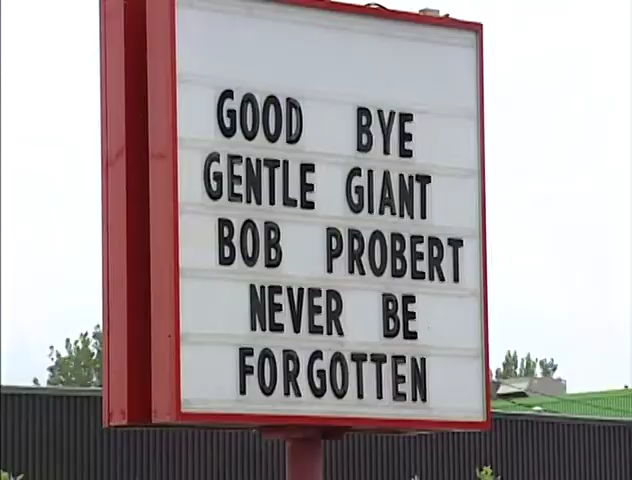 GOOD BYE
GENTLE GIANT
BOB PROBERT
NEVER BE
FORGOTTEN